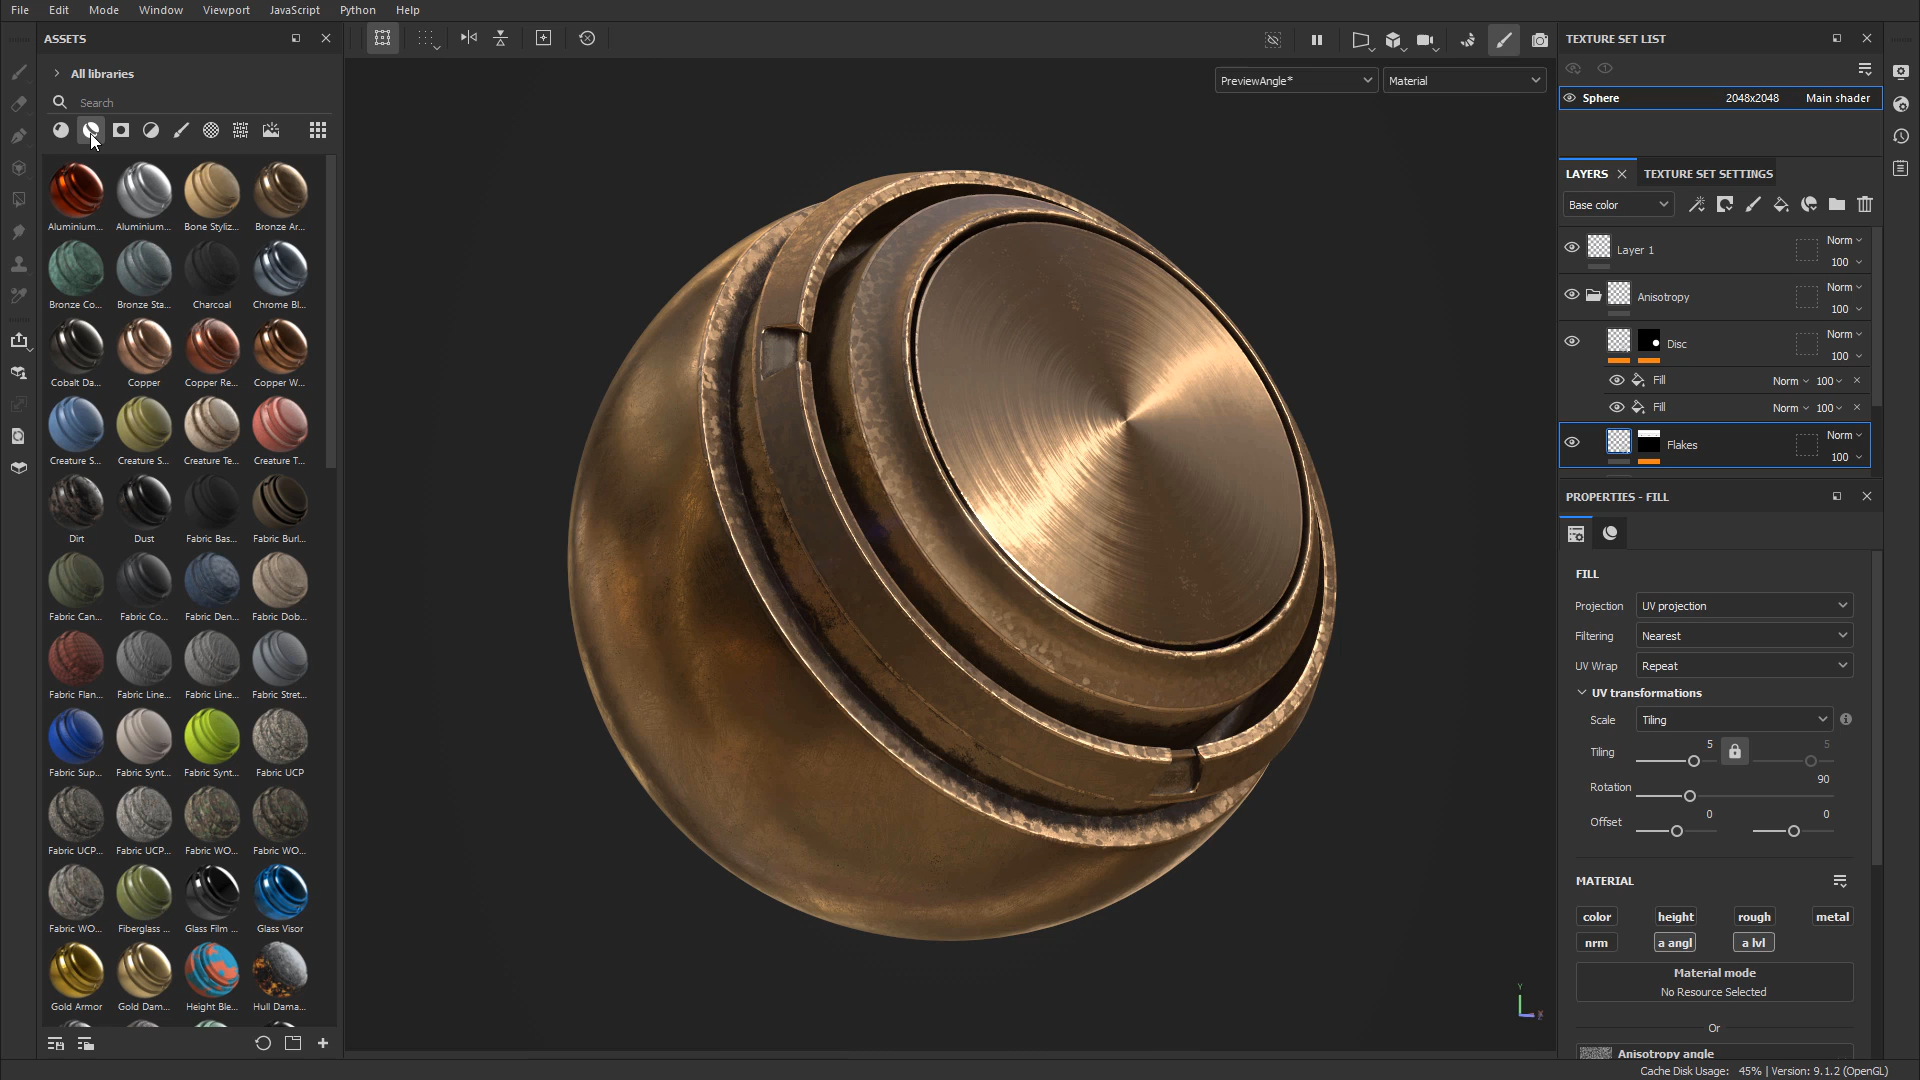 File Edit Mode Window Viewport JavaScript Python Help
ASSETS
All libraries
Search
Aluminium... Aluminium... Bone Styliz... Bronze Ar...
Bronze Co... Bronze Sta... Charcoal Chrome Bl...
Cobalt Da... Copper Copper Re... Copper W...
Creature S... Creature S... Creature Te... Creature T...
Dirt Dust Fabric Bas... Fabric Burl...
Fabric Can... Fabric Co... Fabric Den... Fabric Dob...
Fabric Flan... Fabric Line... Fabric Line... Fabric Stret...
Fabric Sup... Fabric Synt... Fabric Synt... Fabric UCP
Fabric UCP... Fabric UCP... Fabric WO... Fabric WO...
Fabric WO... Fiberglass ... Glass Film ... Glass Visor
Gold Armor Gold Dam... Height Ble... Hull Dama...
PreviewAngle* Material
Y
TEXTURE SET LIST
Sphere 2048x2048 Main shader
LAYERS TEXTURE SET SETTINGS
Base color
Layer 1 Norm
100
Anisotropy Norm
100
Disc Norm
100
Fill Norm 100
Fill Norm 100
Flakes Norm
100
PROPERTIES - FILL
FILL
Projection UV projection
Filtering Nearest
UV Wrap Repeat
UV transformations
Scale Tiling
Tiling 5 5
Rotation 90
Offset 0 0
MATERIAL
color height rough metal
nrm a angl a lvl
Material mode
No Resource Selected
Or
Anisotropy angle
Cache Disk Usage: 45% | Version: 9.1.2 (OpenGL)